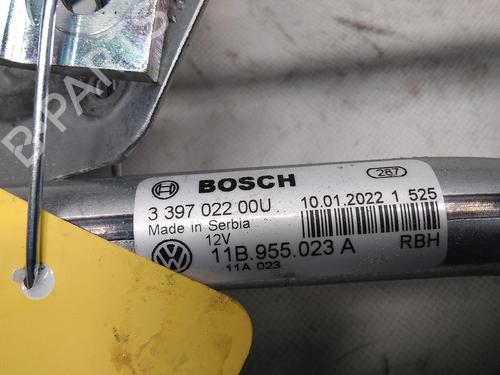 BOSCH
287
3 397 022 00U
10.01.2022 1 525
Made in Serbia
12V
11B.955.023 A
RBH
11A 023